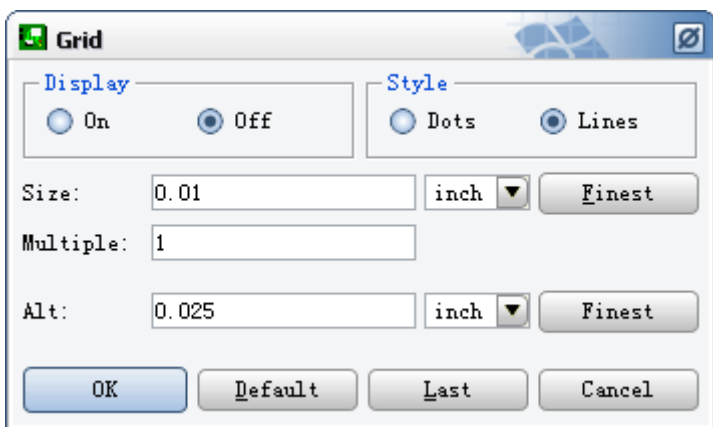 Grid
Display
Style
On Off Dots Lines
Size: 0.01 inch Finest
Multiple: 1
Alt: 0.025 inch Finest
OK Default Last Cancel